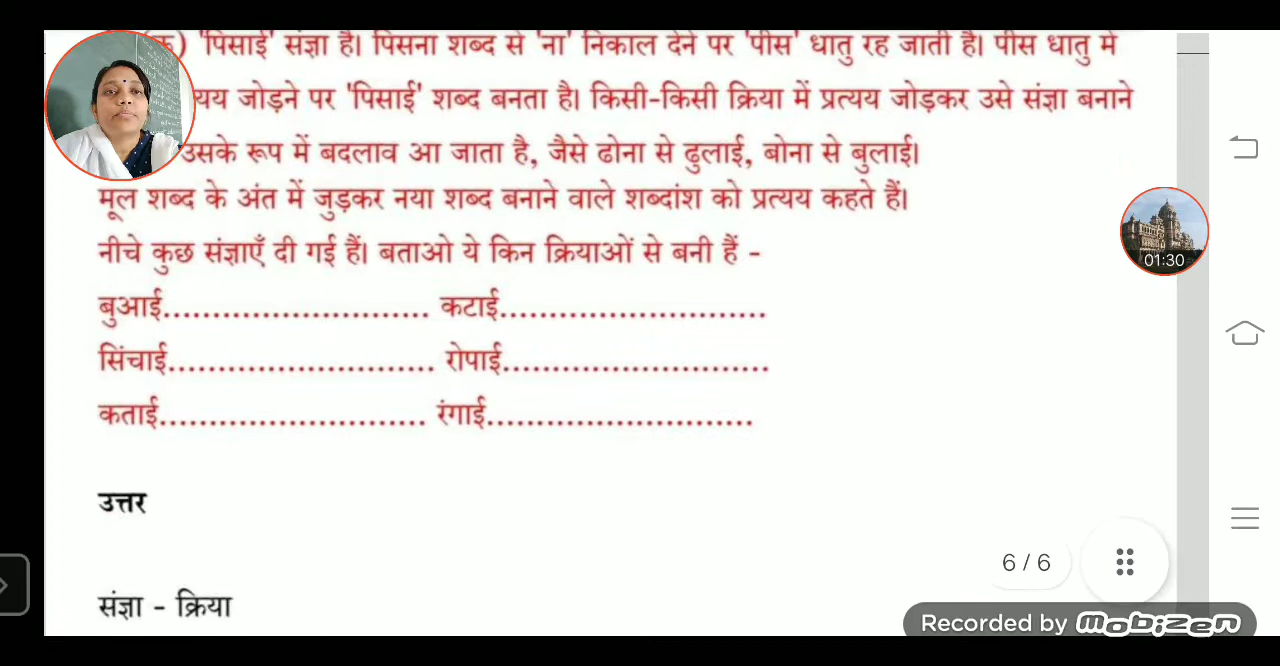 'पिसाई' संज्ञा है। पिसना शब्द से 'ना' निकाल देने पर 'पीस' धातु रह जाती है। पीस धातु में
यय जोड़ने पर 'पिसाई' शब्द बनता है। किसी-किसी क्रिया में प्रत्यय जोड़कर उसे संज्ञा बनाने
उसके रूप में बदलाव आ जाता है, जैसे ढोना से ढुलाई, बोना से बुलाई।
मूल शब्द के अंत में जुड़कर नया शब्द बनाने वाले शब्दांश को प्रत्यय कहते हैं।
नीचे कुछ संज्ञाएँ दी गई हैं। बताओ ये किन क्रियाओं से बनी हैं -
बुआई........................... कटाई...........................
सिंचाई........................... रोपाई...........................
कताई........................... रंगाई...........................
उत्तर
संज्ञा - क्रिया
01:30
6 / 6
Recorded by mobizen